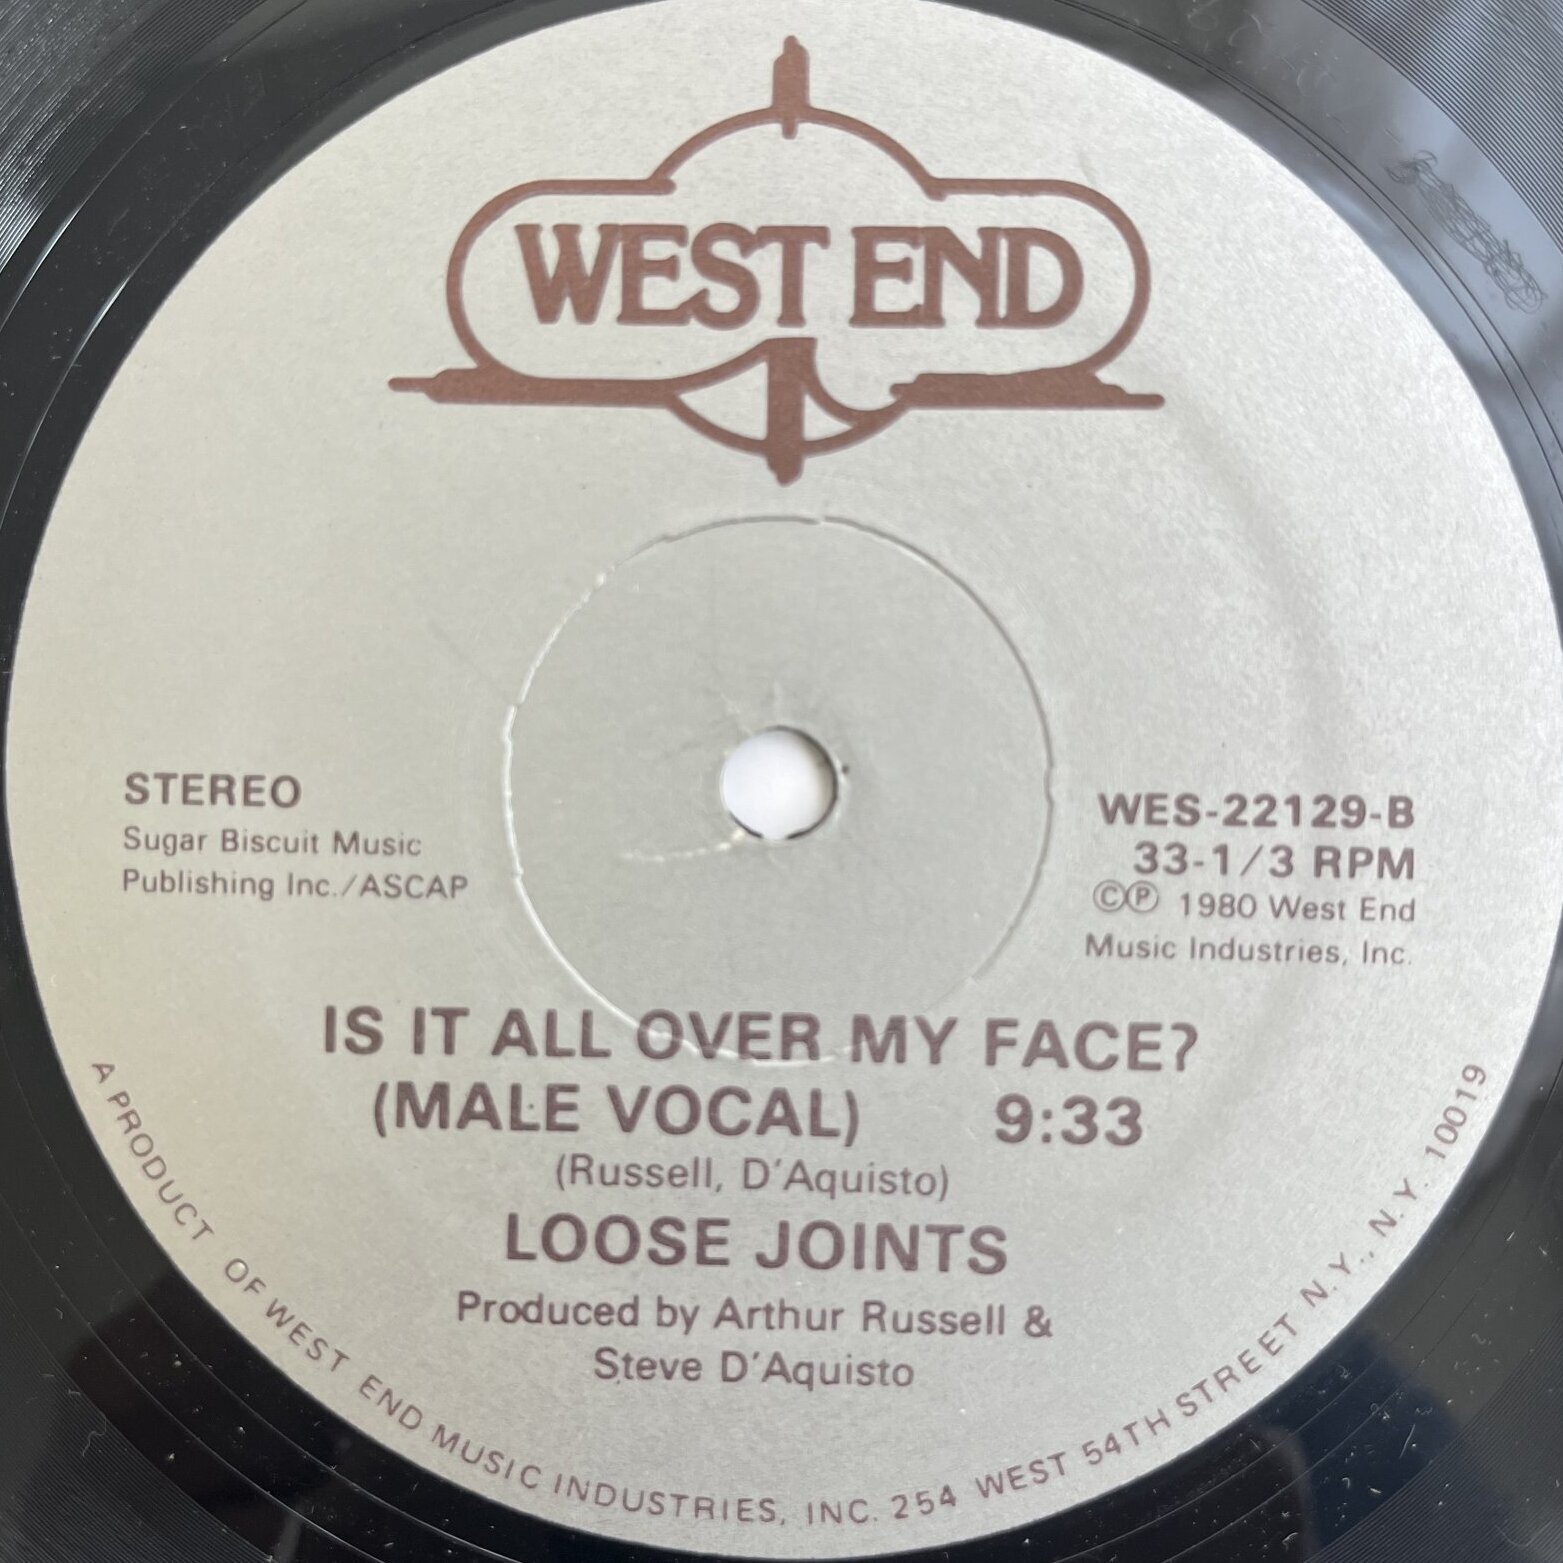 WEST END
STEREO
Sugar Biscuit Music
Publishing Inc./ASCAP
WES-22129-B
33-1/3 RPM
©℗ 1980 West End
Music Industries, Inc.
IS IT ALL OVER MY FACE?
(MALE VOCAL) 9:33
(Russell, D'Aquisto)
LOOSE JOINTS
Produced by Arthur Russell &
Steve D'Aquisto
A PRODUCT OF WEST END MUSIC INDUSTRIES, INC. 254 WEST 54TH STREET N.Y., N.Y. 10019